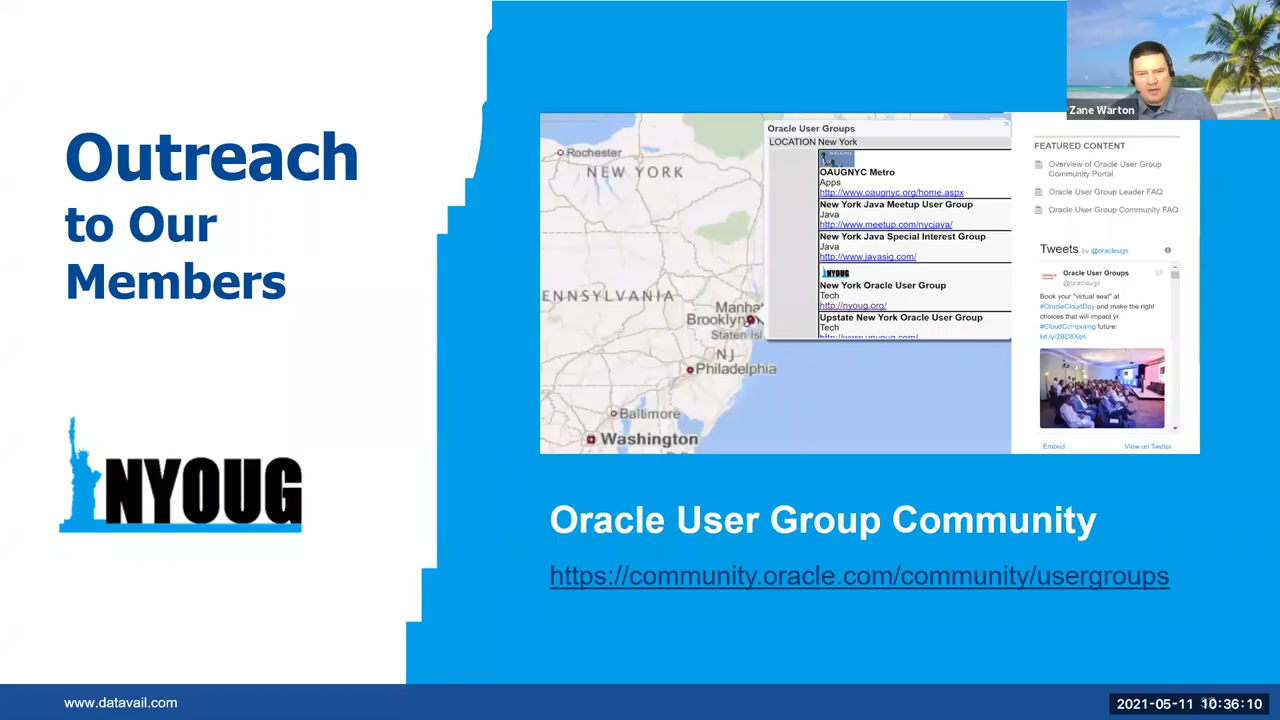 Outreach
to Our
Members
NYOUG
Zane Warton
Rochester
NEW YORK
ENNSYLVANIA
Manha
Brooklyn
Staten Isl
NJ
Philadelphia
Baltimore
Washington
Oracle User Groups
LOCATION New York
OAUGNYC Metro
Apps
http://www.oaugnyc.org/home.aspx
New York Java Meetup User Group
Java
http://www.meetup.com/nycjava/
New York Java Special Interest Group
Java
http://www.javasig.com/
NYOUG
New York Oracle User Group
Tech
http://nyoug.org/
Upstate New York Oracle User Group
Tech
http://www.unyoug.com/
FEATURED CONTENT
Overview of Oracle User Group
Community Portal
Oracle User Group Leader FAQ
Oracle User Group Community FAQ
Tweets by @oracleugs
Oracle User Groups
@oracleugs
Book your "virtual seat" at
#OracleCloudDay and make the right
choices that will impact yr
#CloudComputing future:
bit.ly/2BD8Xq4
Embed
View on Twitter
Oracle User Group Community
https://community.oracle.com/community/usergroups
www.datavail.com
2021-05-11 10:36:10